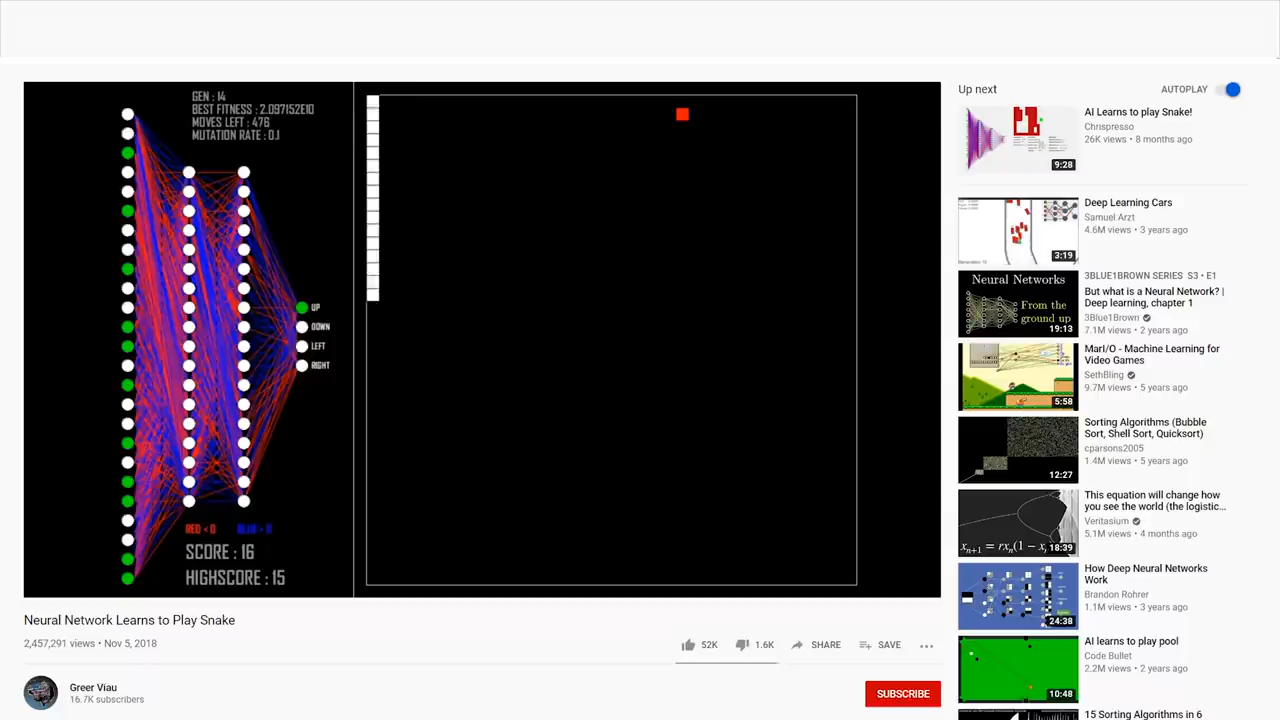 GEN : 14
BEST FITNESS : 2.097152E10
MOVES LEFT : 476
MUTATION RATE : 0.1
UP
DOWN
LEFT
RIGHT
RED < 0 BLUE > 0
SCORE : 16
HIGHSCORE : 15
Neural Network Learns to Play Snake
2,457,291 views • Nov 5, 2018
52K 1.6K SHARE SAVE
Greer Viau
16.7K subscribers
SUBSCRIBE
Up next AUTOPLAY
AI Learns to play Snake!
Chrispresso
26K views • 8 months ago
9:28
Deep Learning Cars
Samuel Arzt
4.6M views • 3 years ago
3:19
Neural Networks
From the
ground up
19:13
3BLUE1BROWN SERIES S3 • E1
But what is a Neural Network? |
Deep learning, chapter 1
3Blue1Brown
7.1M views • 2 years ago
MarI/O - Machine Learning for
Video Games
SethBling
9.7M views • 5 years ago
5:58
Sorting Algorithms (Bubble
Sort, Shell Sort, Quicksort)
cparsons2005
1.4M views • 5 years ago
12:27
This equation will change how
you see the world (the logistic...
Veritasium
5.1M views • 4 months ago
xₙ₊₁ = rxₙ(1 − x
18:39
How Deep Neural Networks
Work
Brandon Rohrer
1.1M views • 3 years ago
24:38
AI learns to play pool
Code Bullet
2.2M views • 2 years ago
10:48
15 Sorting Algorithms in 6